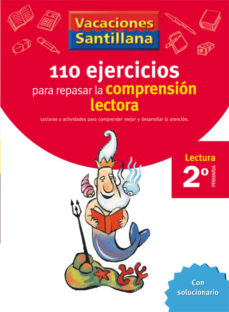 Vacaciones
Santillana
110 ejercicios
para repasar la comprensión
lectora
Lecturas y actividades para comprender mejor y desarrollar la atención.
Lectura
2º
PRIMARIA
Con
solucionario